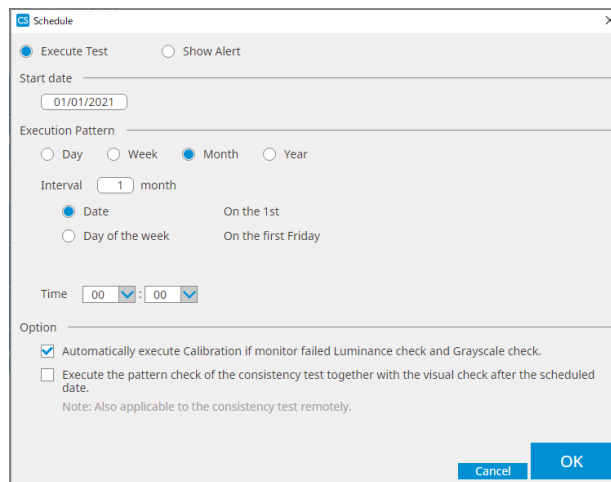 CS Schedule
Execute Test Show Alert
Start date
01/01/2021
Execution Pattern
Day Week Month Year
Interval 1 month
Date On the 1st
Day of the week On the first Friday
Time 00 : 00
Option
Automatically execute Calibration if monitor failed Luminance check and Grayscale check.
Execute the pattern check of the consistency test together with the visual check after the scheduled
date.
Note: Also applicable to the consistency test remotely.
Cancel OK